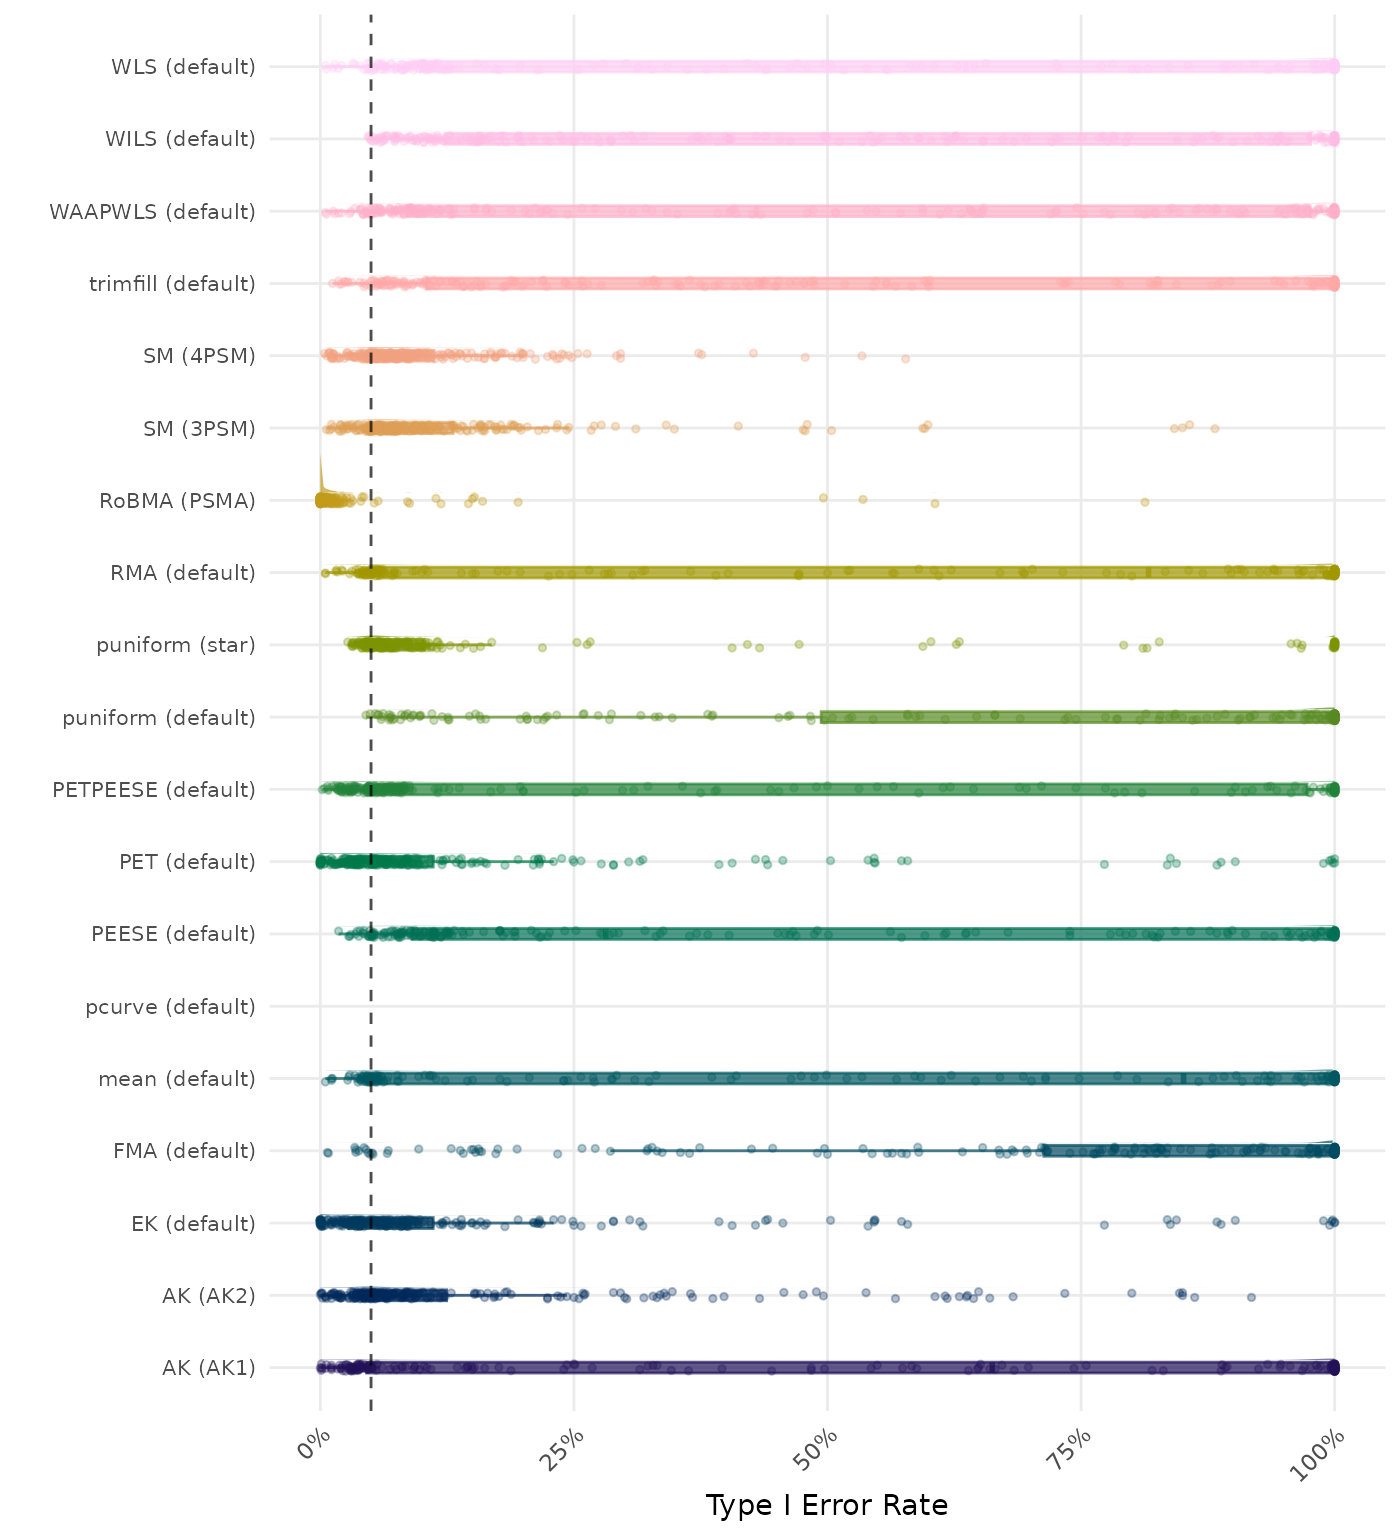 WLS (default)
WILS (default)
WAAPWLS (default)
trimfill (default)
SM (4PSM)
SM (3PSM)
RoBMA (PSMA)
RMA (default)
puniform (star)
puniform (default)
PETPEESE (default)
PET (default)
PEESE (default)
pcurve (default)
mean (default)
FMA (default)
EK (default)
AK (AK2)
AK (AK1)
0%
25%
50%
75%
100%
Type I Error Rate